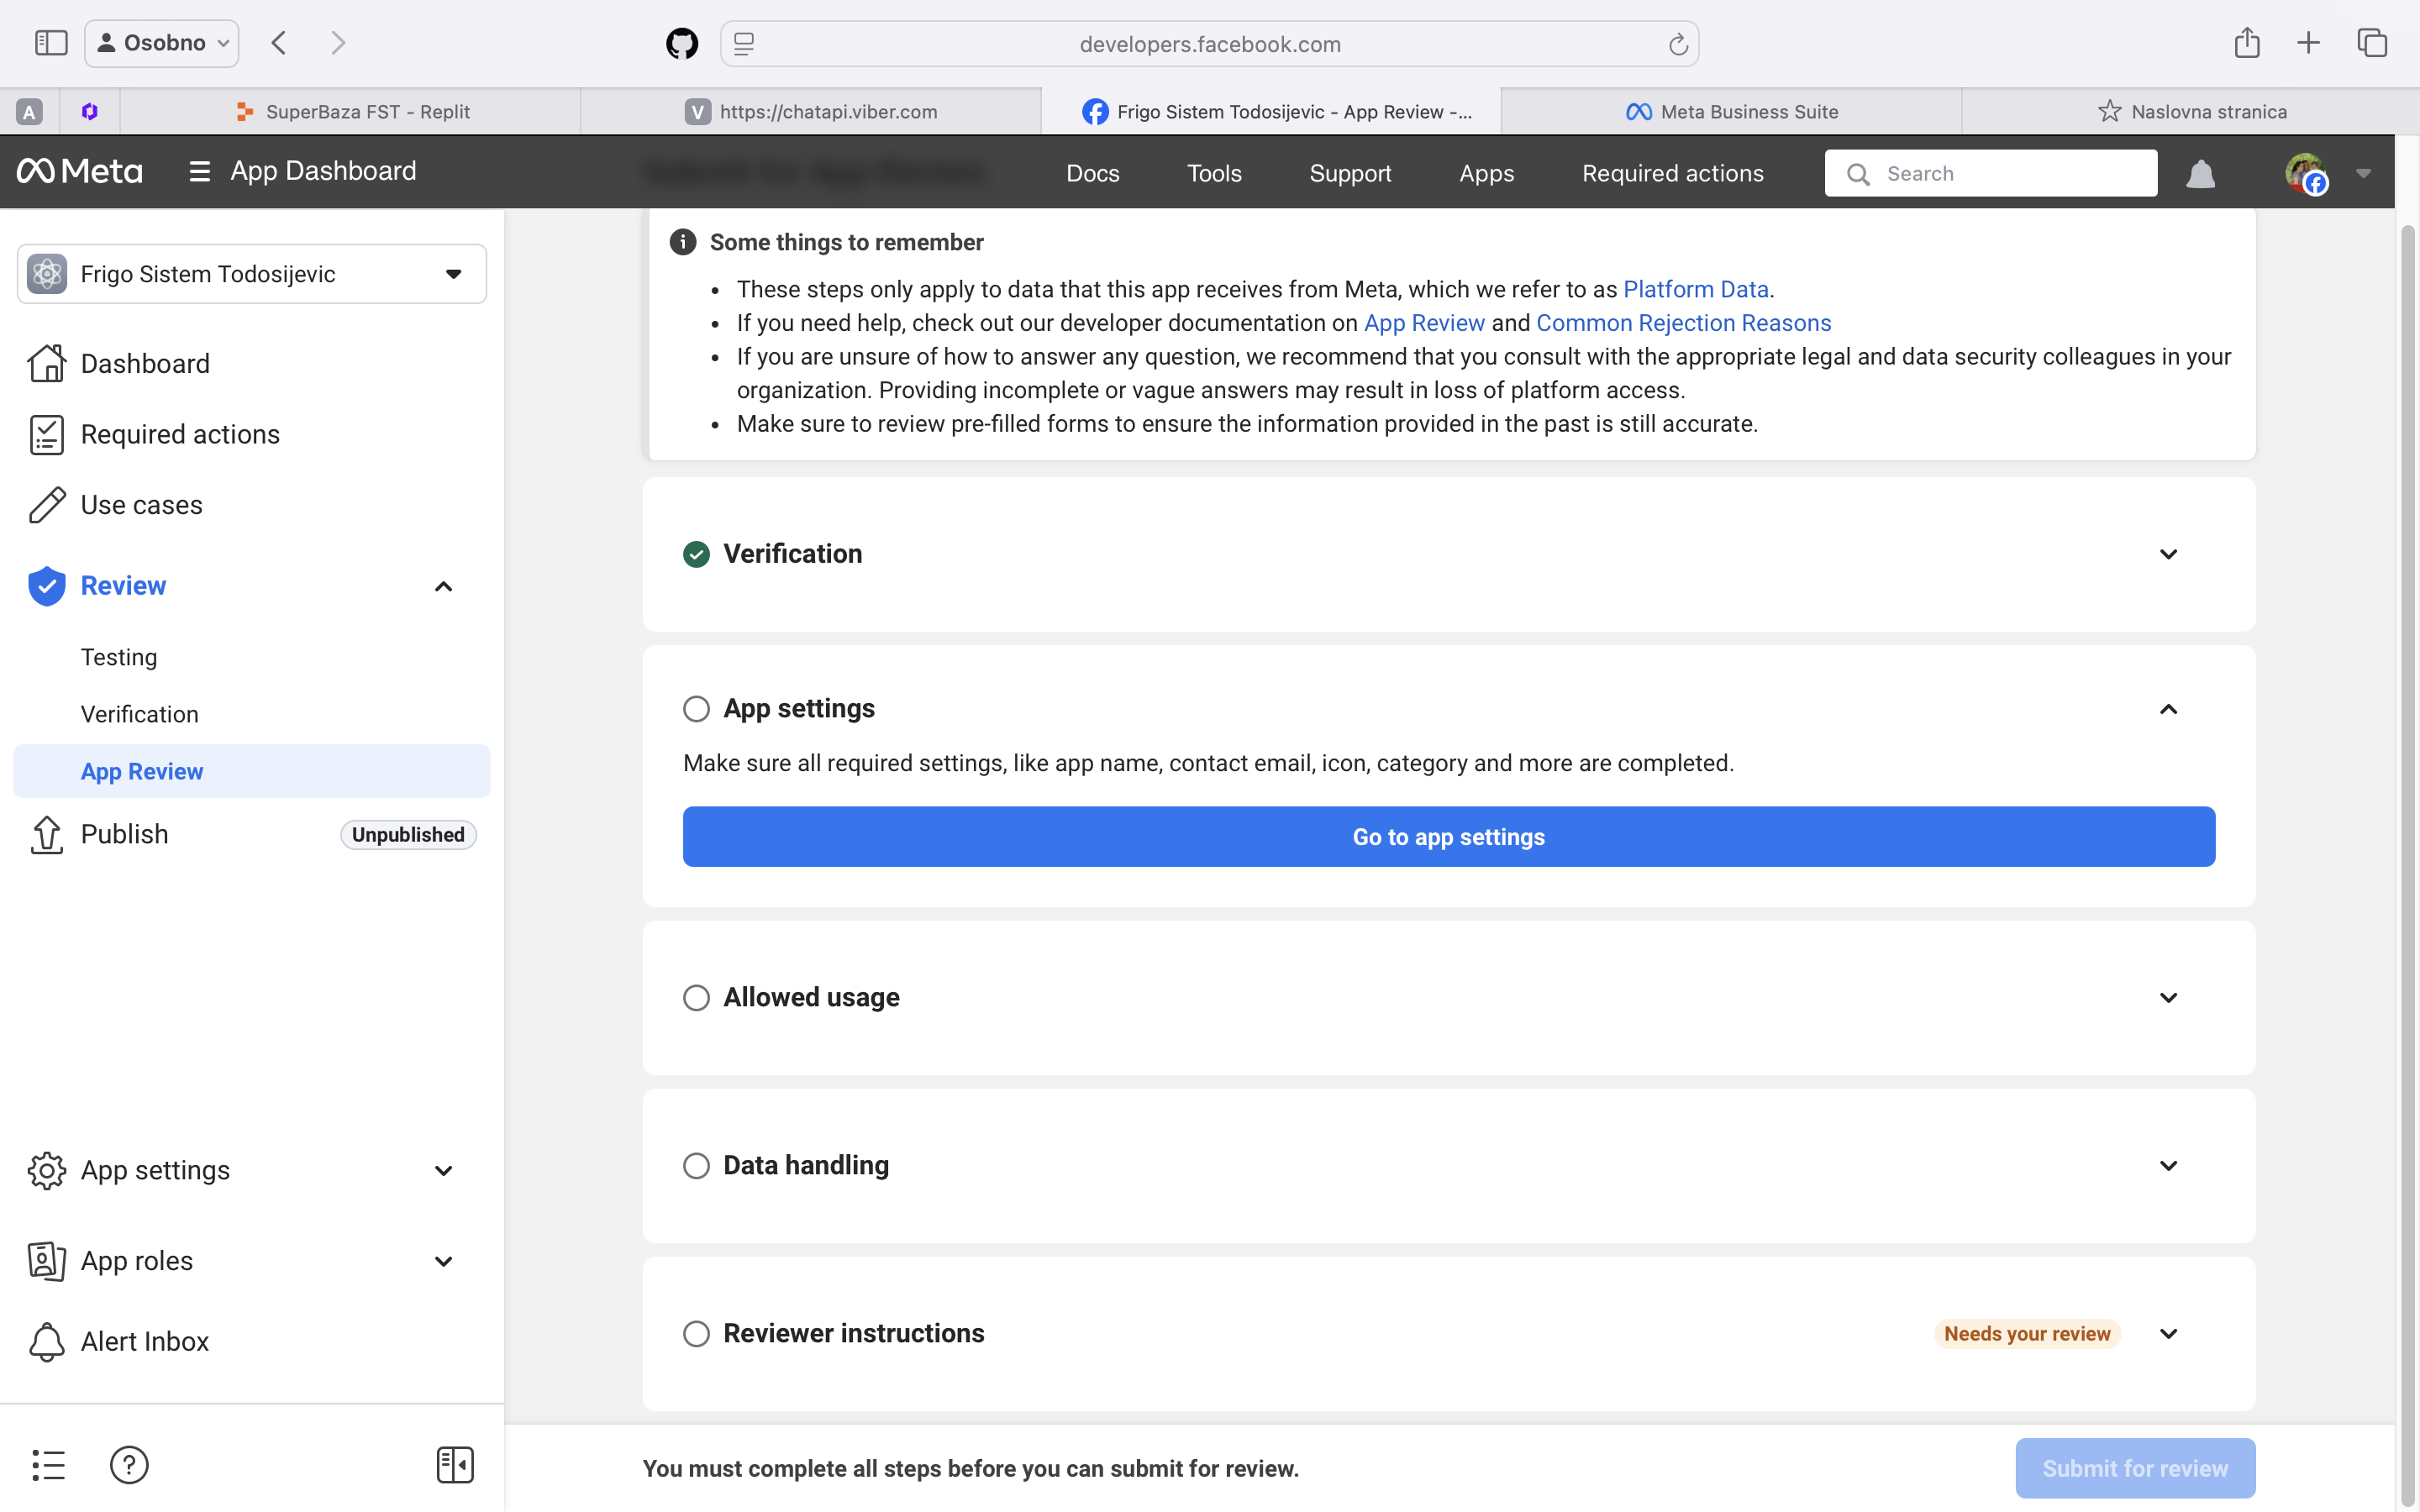 Osobno
developers.facebook.com
A
SuperBaza FST - Replit
V
https://chatapi.viber.com
Frigo Sistem Todosijevic - App Review -...
Meta Business Suite
Naslovna stranica
Meta
App Dashboard
Submit for App Review
Docs
Tools
Support
Apps
Required actions
Search
Frigo Sistem Todosijevic
Dashboard
Required actions
Use cases
Review
Testing
Verification
App Review
Publish
Unpublished
App settings
App roles
Alert Inbox
Some things to remember
• These steps only apply to data that this app receives from Meta, which we refer to as Platform Data.
• If you need help, check out our developer documentation on App Review and Common Rejection Reasons
• If you are unsure of how to answer any question, we recommend that you consult with the appropriate legal and data security colleagues in your
organization. Providing incomplete or vague answers may result in loss of platform access.
• Make sure to review pre-filled forms to ensure the information provided in the past is still accurate.
Verification
App settings
Make sure all required settings, like app name, contact email, icon, category and more are completed.
Go to app settings
Allowed usage
Data handling
Reviewer instructions
Needs your review
You must complete all steps before you can submit for review.
Submit for review